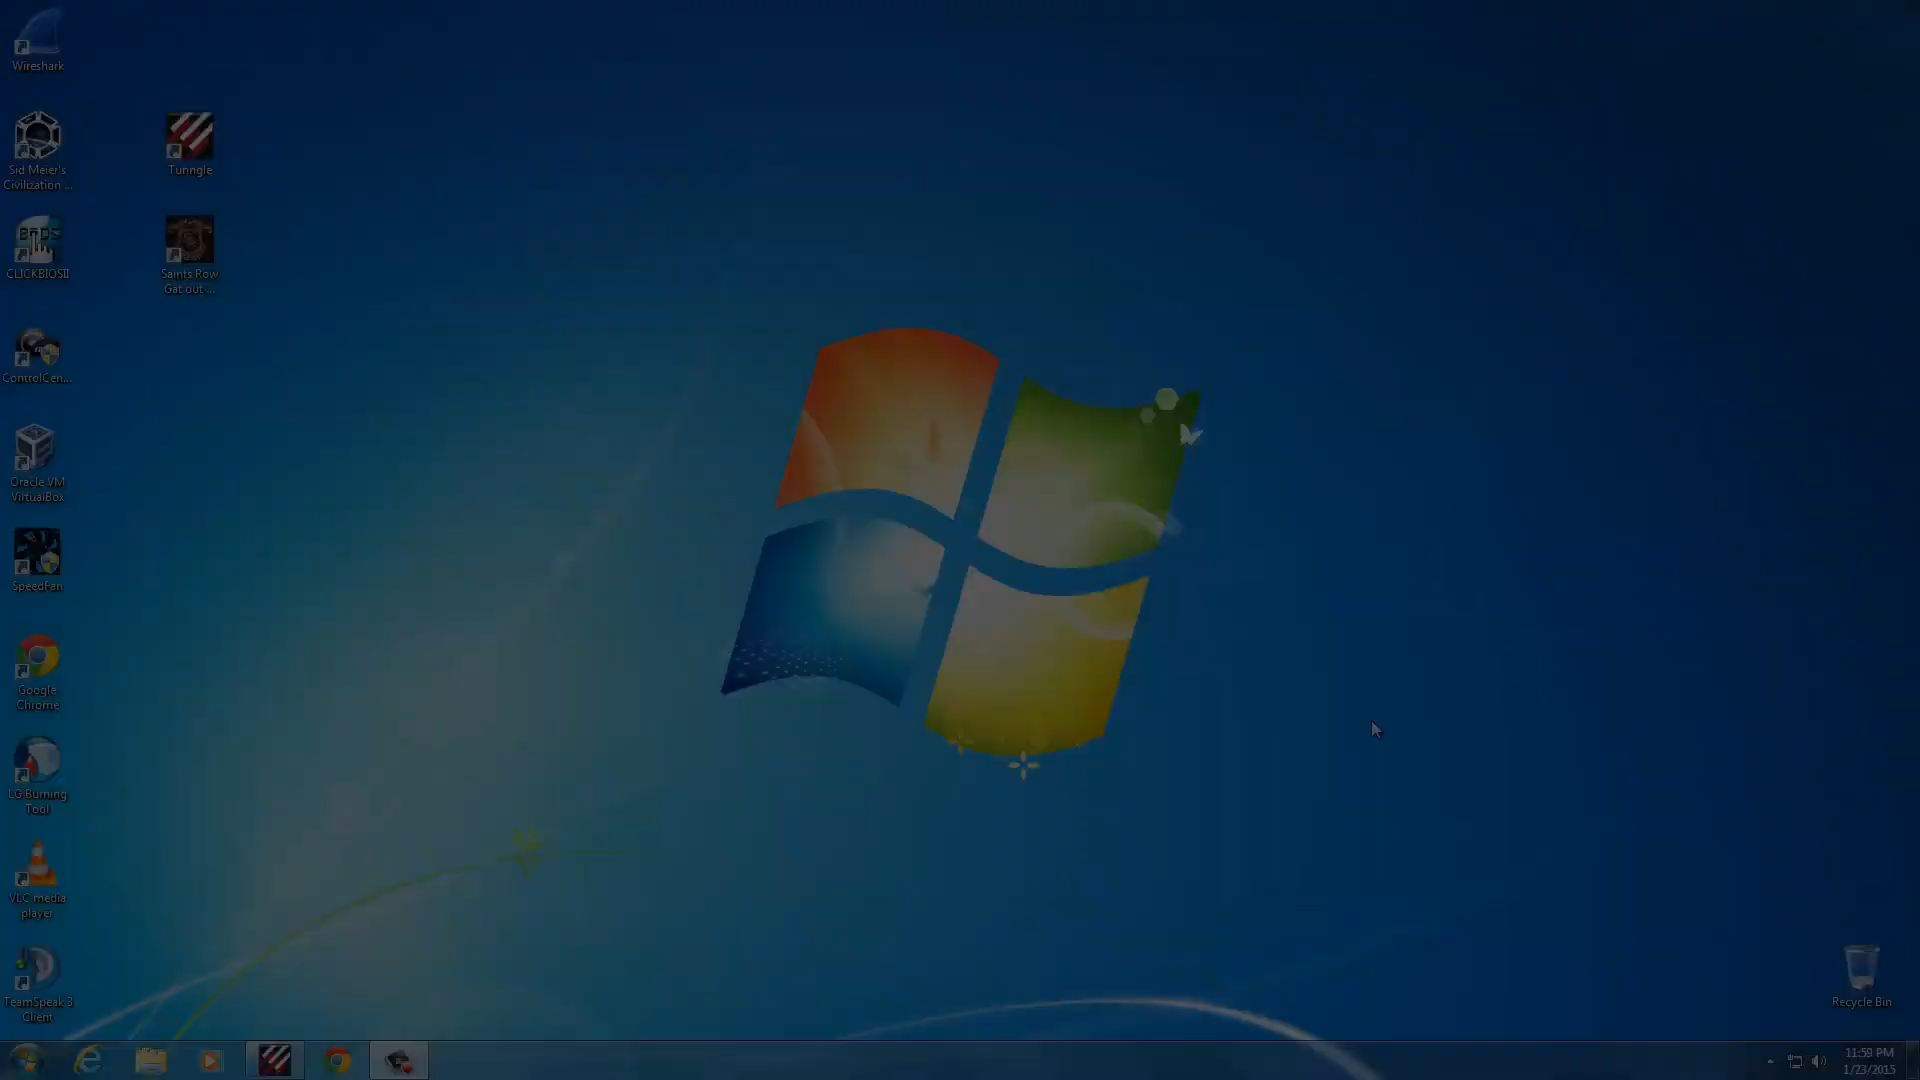 Wireshark
Sid Meier's
Civilization ...
Tunngle
CLICKBIOSII
Saints Row
Gat out ...
ControlCen...
Oracle VM
VirtualBox
SpeedFan
Google
Chrome
LG Burning
Tool
VLC media
player
TeamSpeak 3
Client
Recycle Bin
11:59 PM
1/23/2015